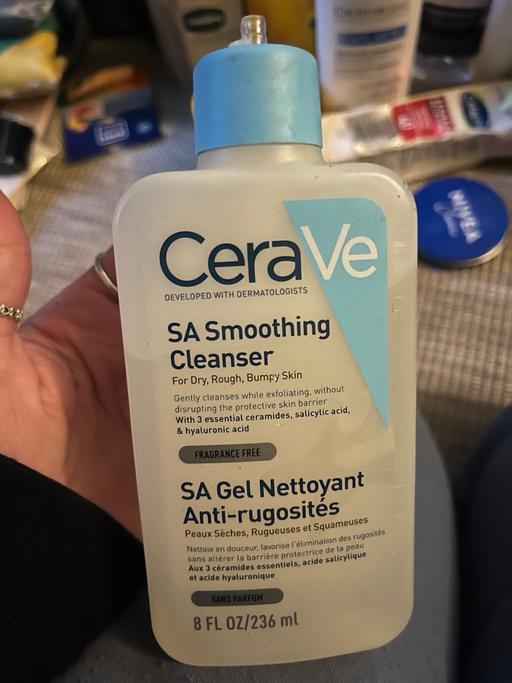 CeraVe
DEVELOPED WITH DERMATOLOGISTS
SA Smoothing
Cleanser
For Dry, Rough, Bumpy Skin
Gently cleanses while exfoliating, without
disrupting the protective skin barrier
With 3 essential ceramides, salicylic acid,
& hyaluronic acid
FRAGRANCE FREE
SA Gel Nettoyant
Anti-rugosités
Peaux Sèches, Rugueuses et Squameuses
Nettoie en douceur, favorise l'élimination des rugosités
sans altérer la barrière protectrice de la peau
Aux 3 céramides essentiels, acide salicylique
et acide hyaluronique
SANS PARFUM
8 FL OZ/236 ml
NIVEA